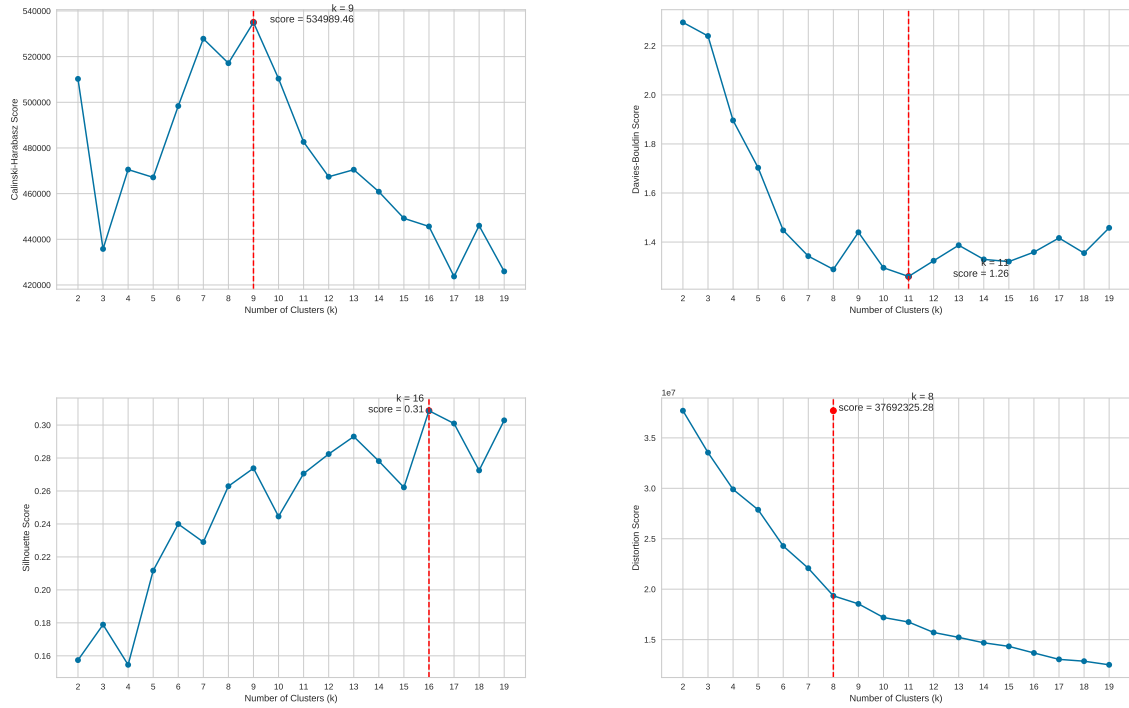 k = 9
score = 534989.46
540000
520000
500000
480000
460000
440000
420000
Calinski-Harabasz Score
2 3 4 5 6 7 8 9 10 11 12 13 14 15 16 17 18 19
Number of Clusters (k)
2.2
2.0
1.8
1.6
1.4
Davies-Bouldin Score
k = 11
score = 1.26
2 3 4 5 6 7 8 9 10 11 12 13 14 15 16 17 18 19
Number of Clusters (k)
k = 16
score = 0.31
0.30
0.28
0.26
0.24
0.22
0.20
0.18
0.16
Silhouette Score
2 3 4 5 6 7 8 9 10 11 12 13 14 15 16 17 18 19
Number of Clusters (k)
1e7
k = 8
score = 37692325.28
3.5
3.0
2.5
2.0
1.5
Distortion Score
2 3 4 5 6 7 8 9 10 11 12 13 14 15 16 17 18 19
Number of Clusters (k)